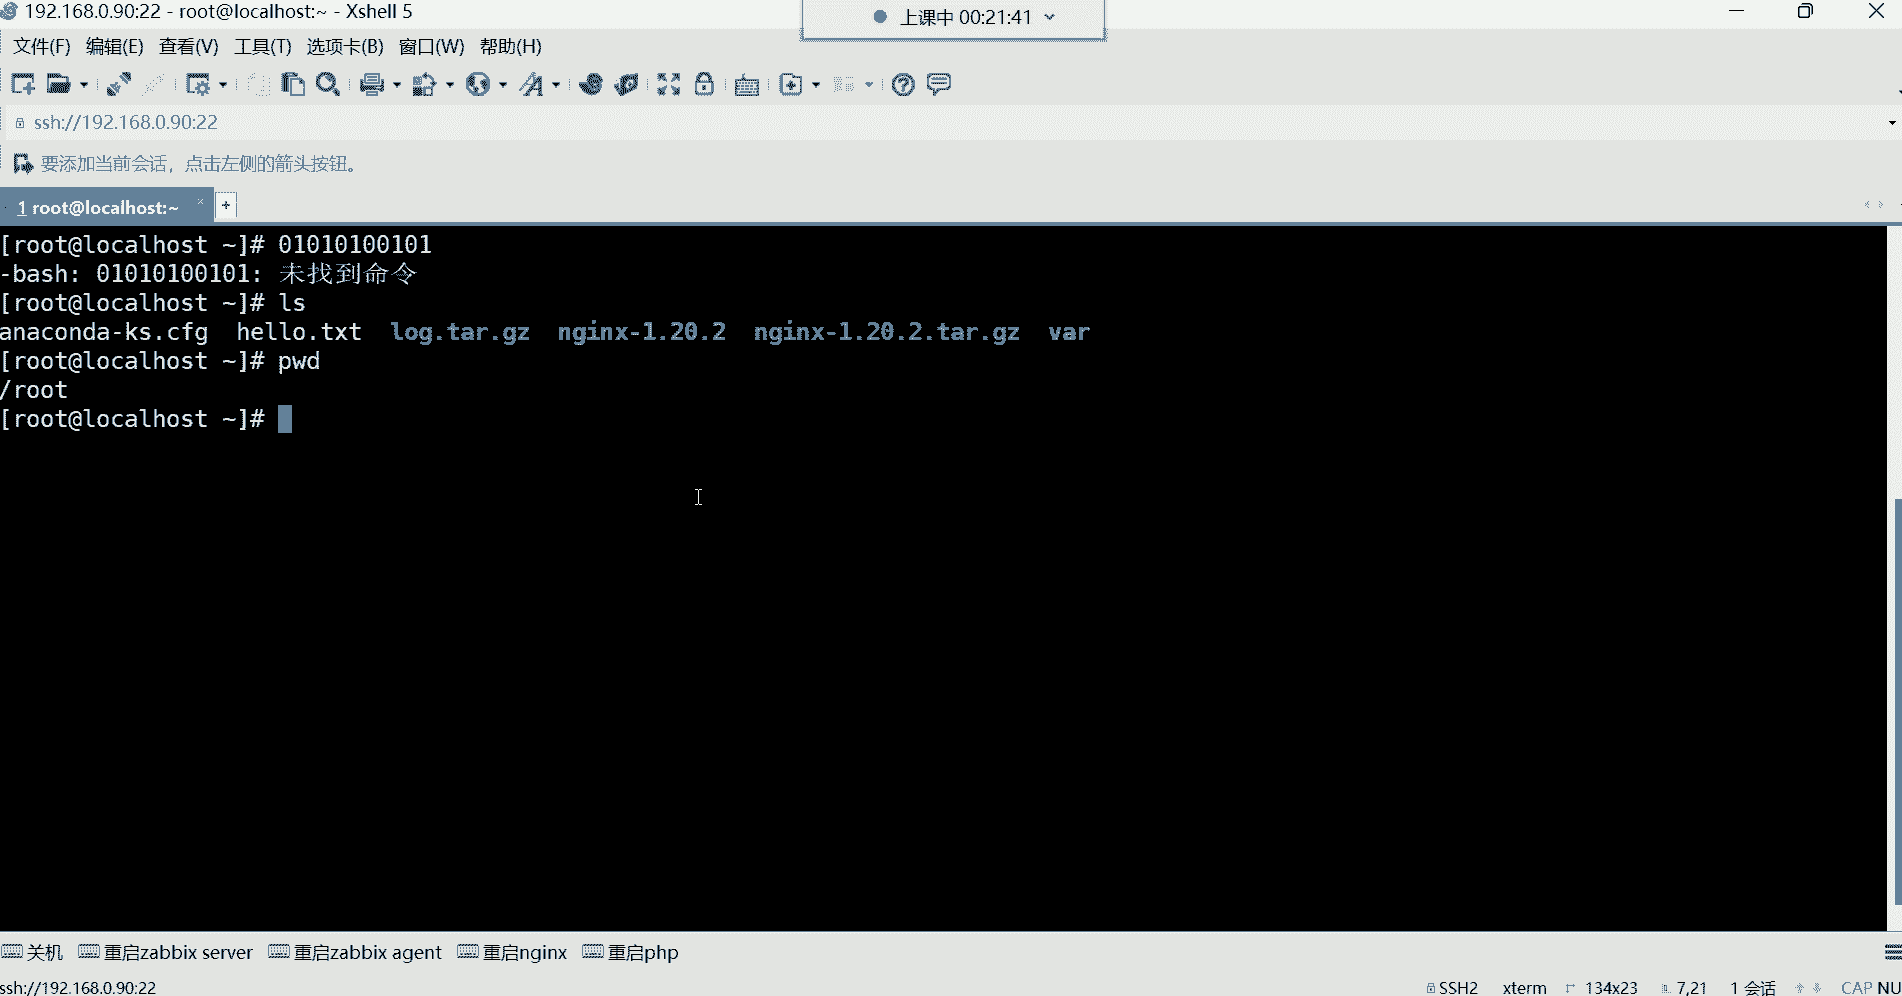 192.168.0.90:22 - root@localhost:~ - Xshell 5
上课中 00:21:41
文件(F) 编辑(E) 查看(V) 工具(T) 选项卡(B) 窗口(W) 帮助(H)
ssh://192.168.0.90:22
要添加当前会话，点击左侧的箭头按钮。
1 root@localhost:~ × +
[root@localhost ~]# 01010100101
-bash: 01010100101: 未找到命令
[root@localhost ~]# ls
anaconda-ks.cfg hello.txt log.tar.gz nginx-1.20.2 nginx-1.20.2.tar.gz var
[root@localhost ~]# pwd
/root
[root@localhost ~]#
关机 重启zabbix server 重启zabbix agent 重启nginx 重启php
ssh://192.168.0.90:22 SSH2 xterm 134x23 7,21 1 会话 CAP NU